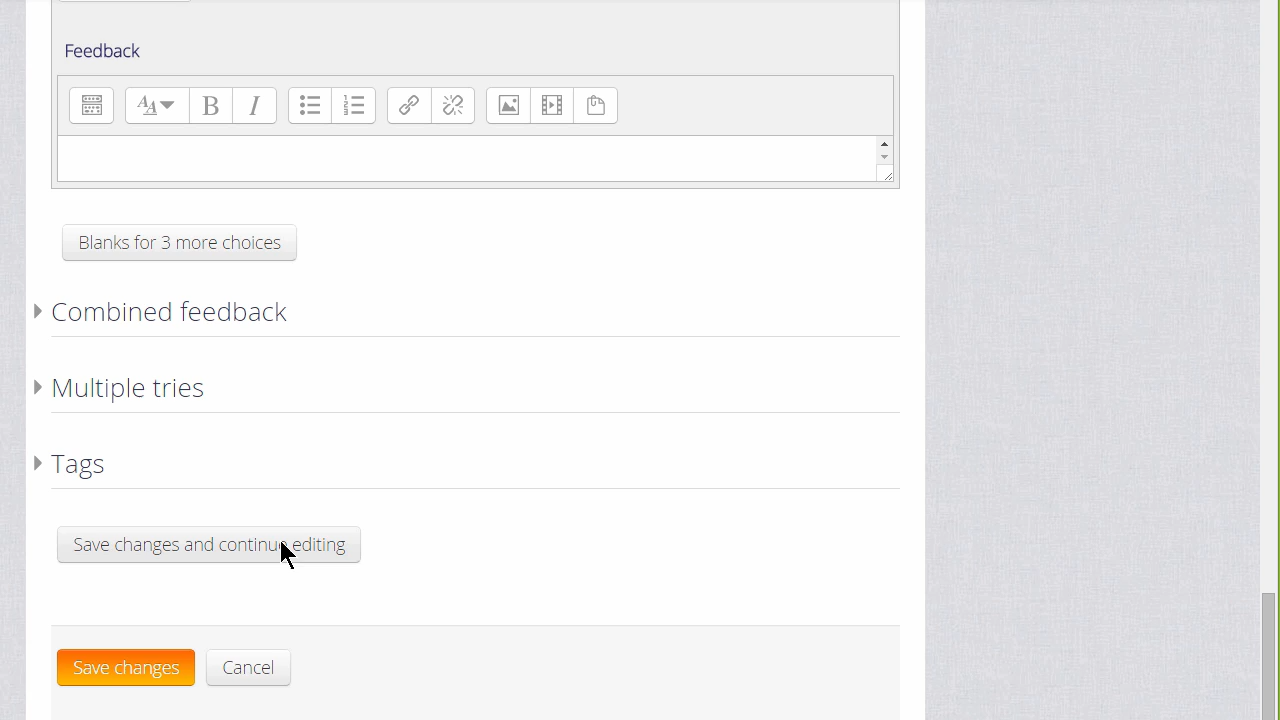 Feedback
Blanks for 3 more choices
Combined feedback
Multiple tries
Tags
Save changes and continue editing
Save changes Cancel